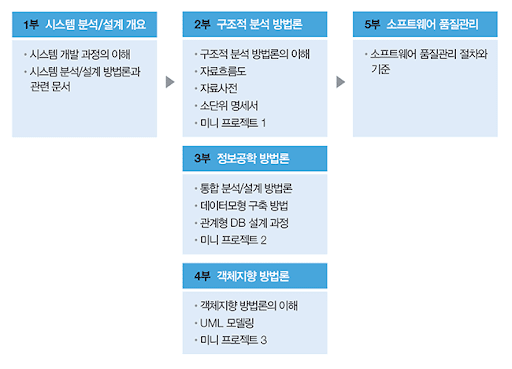 1부 시스템 분석/설계 개요
• 시스템 개발 과정의 이해
• 시스템 분석/설계 방법론과
관련 문서
2부 구조적 분석 방법론
• 구조적 분석 방법론의 이해
• 자료흐름도
• 자료사전
• 소단위 명세서
• 미니 프로젝트 1
3부 정보공학 방법론
• 통합 분석/설계 방법론
• 데이터모형 구축 방법
• 관계형 DB 설계 과정
• 미니 프로젝트 2
4부 객체지향 방법론
• 객체지향 방법론의 이해
• UML 모델링
• 미니 프로젝트 3
5부 소프트웨어 품질관리
• 소프트웨어 품질관리 절차와
기준